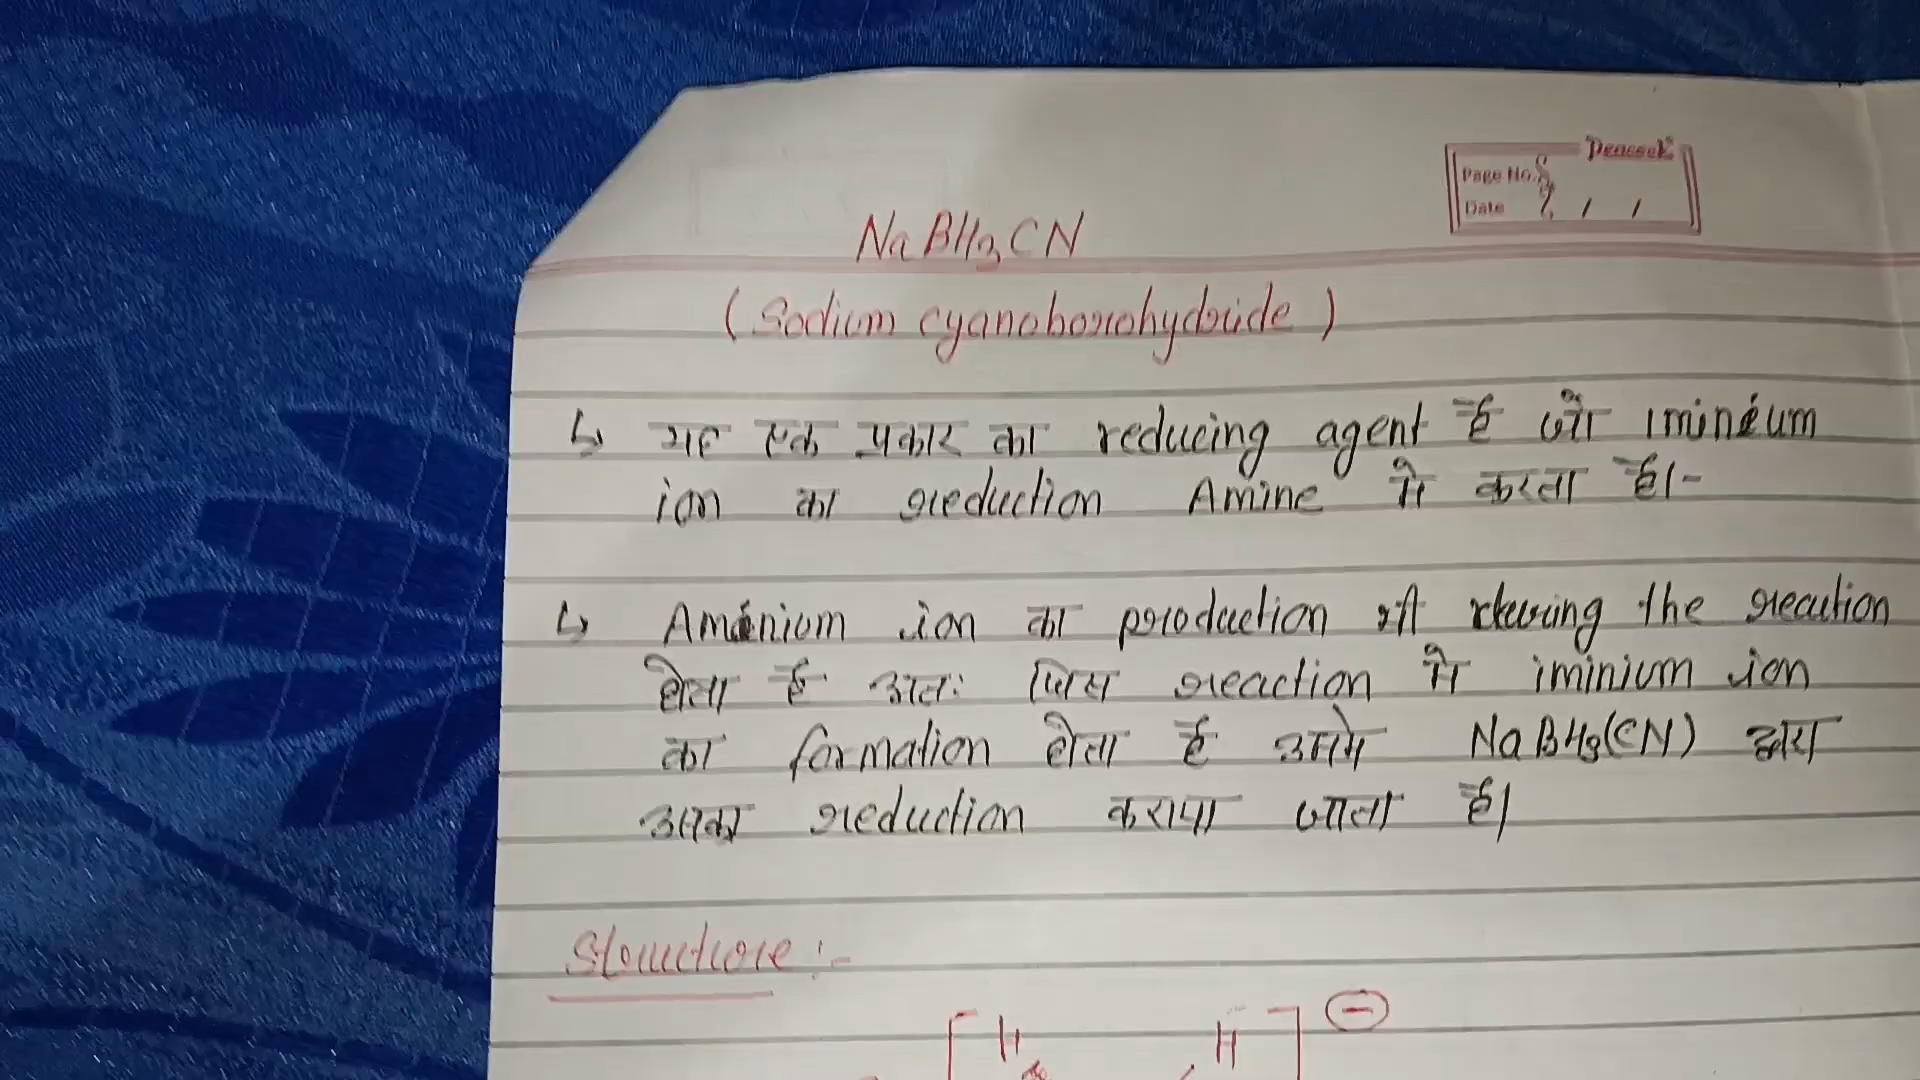 Peacock
Page No.
Date / /
NaBH3CN
(Sodium cyanoborohydride)
↳ यह एक प्रकार का reducing agent है जो iminium
ion का reduction Amine मे करता है।-
↳ Aminium ion का production भी during the reaction
होता है अतः जिस reaction मे iminium ion
का formation होता है उसमे NaBH3(CN) द्वारा
उसका reduction कराया जाता है।
Structure :-
H H -